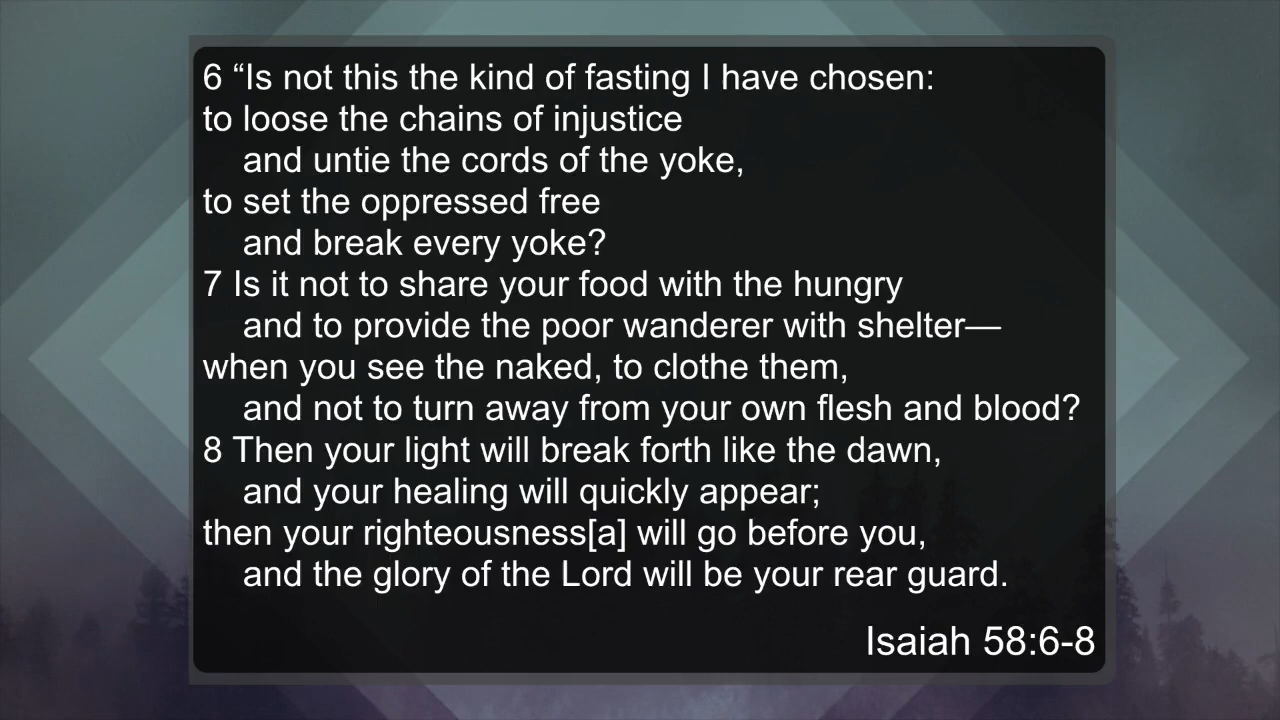 6 “Is not this the kind of fasting I have chosen:
to loose the chains of injustice
and untie the cords of the yoke,
to set the oppressed free
and break every yoke?
7 Is it not to share your food with the hungry
and to provide the poor wanderer with shelter—
when you see the naked, to clothe them,
and not to turn away from your own flesh and blood?
8 Then your light will break forth like the dawn,
and your healing will quickly appear;
then your righteousness[a] will go before you,
and the glory of the Lord will be your rear guard.
Isaiah 58:6-8